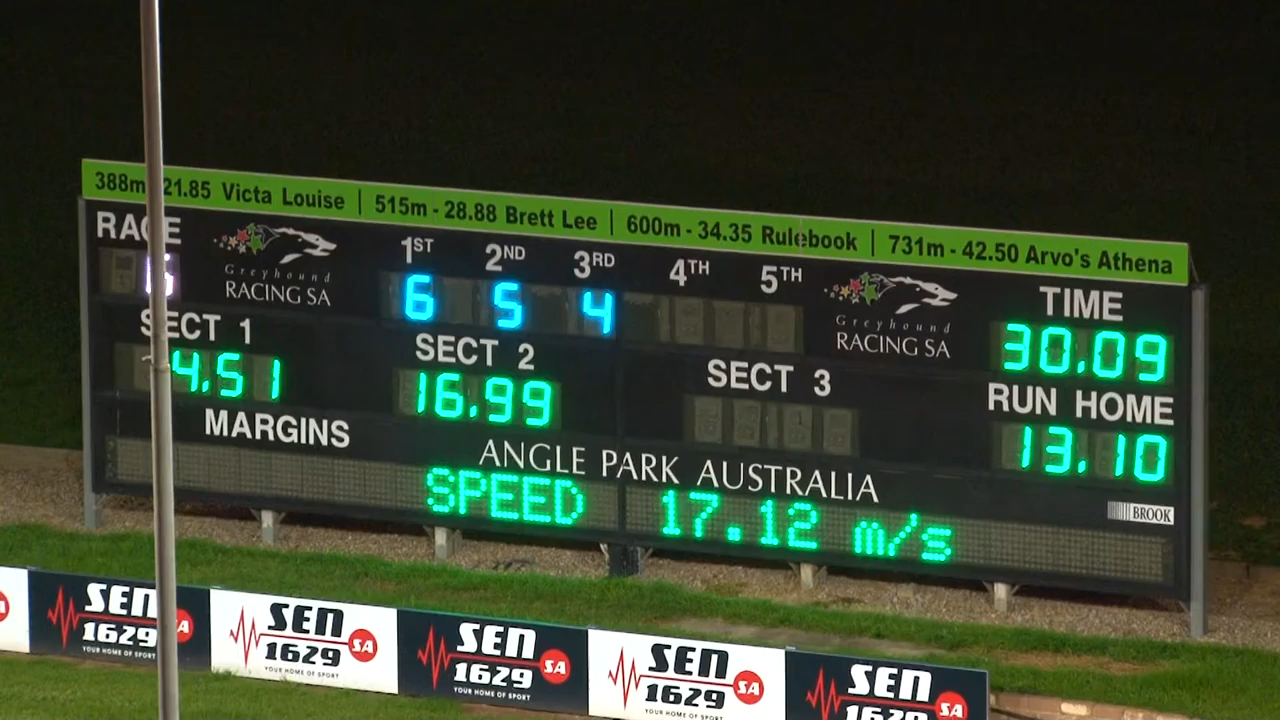 388m 21.85 Victa Louise | 515m - 28.88 Brett Lee | 600m - 34.35 Rulebook | 731m - 42.50 Arvo's Athena
RACE
Greyhound
RACING SA
1ST 2ND 3RD 4TH 5TH
6 5 4
Greyhound
RACING SA
TIME
30.09
SECT 1
4.51
SECT 2
16.99
SECT 3
RUN HOME
13.10
MARGINS
ANGLE PARK AUSTRALIA
SPEED 17.12 m/s
BROOK
SEN
1629 SA
YOUR HOME OF SPORT
SEN
1629 SA
YOUR HOME OF SPORT
SEN
1629 SA
YOUR HOME OF SPORT
SEN
1629 SA
YOUR HOME OF SPORT
SEN
1629 SA